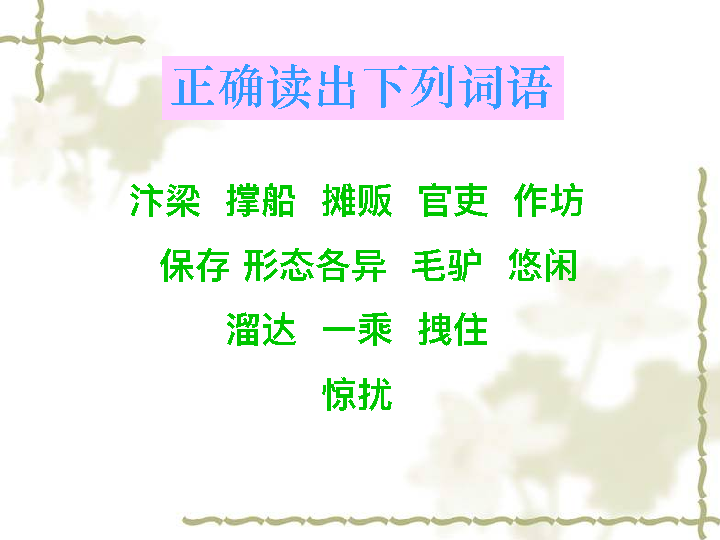 正确读出下列词语
汴梁 撑船 摊贩 官吏 作坊
保存 形态各异 毛驴 悠闲
溜达 一乘 拽住
惊扰